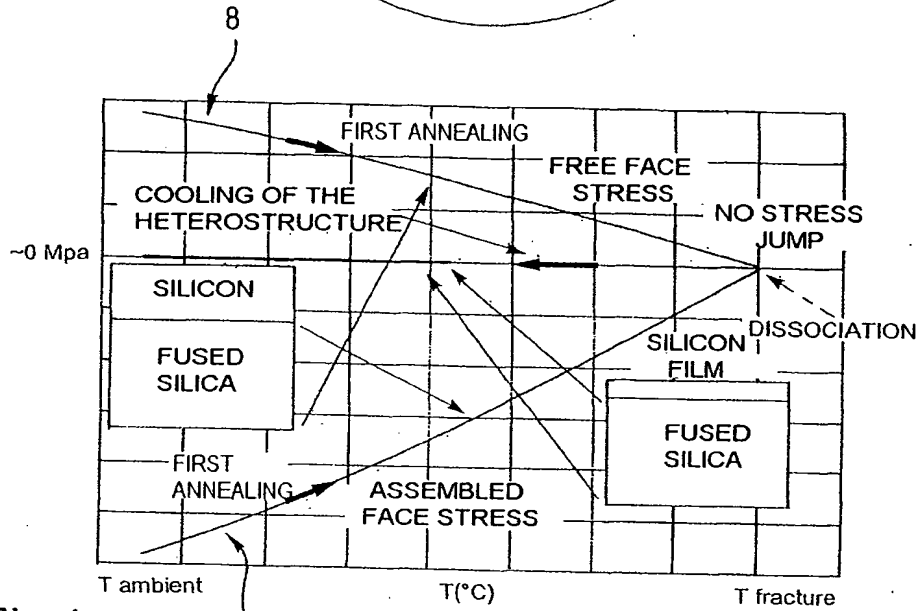 8
FIRST ANNEALING
FREE FACE
STRESS
COOLING OF THE
HETEROSTRUCTURE
NO STRESS
JUMP
~0 Mpa
SILICON
FUSED
SILICA
DISSOCIATION
SILICON
FILM
FUSED
SILICA
FIRST
ANNEALING
ASSEMBLED
FACE STRESS
T ambient
T(°C)
T fracture